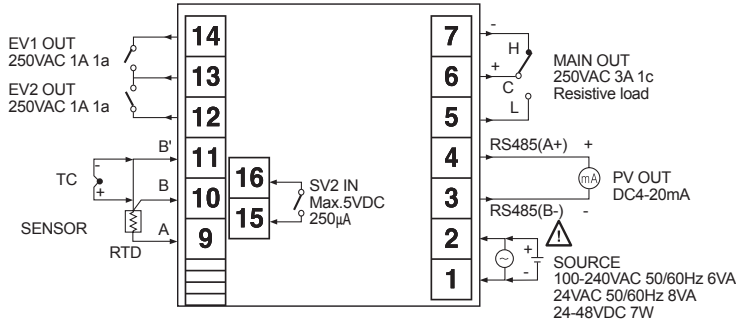 EV1 OUT
250VAC 1A 1a
EV2 OUT
250VAC 1A 1a
14
13
12
11
10
9
B'
B
A
-
TC
+
SENSOR
RTD
16
15
SV2 IN
Max.5VDC
250µA
7
6
5
4
3
2
1
-
H
+
C
L
MAIN OUT
250VAC 3A 1c
Resistive load
RS485(A+) +
mA
PV OUT
DC4-20mA
RS485(B-) -
~
!
+
-
SOURCE
100-240VAC 50/60Hz 6VA
24VAC 50/60Hz 8VA
24-48VDC 7W